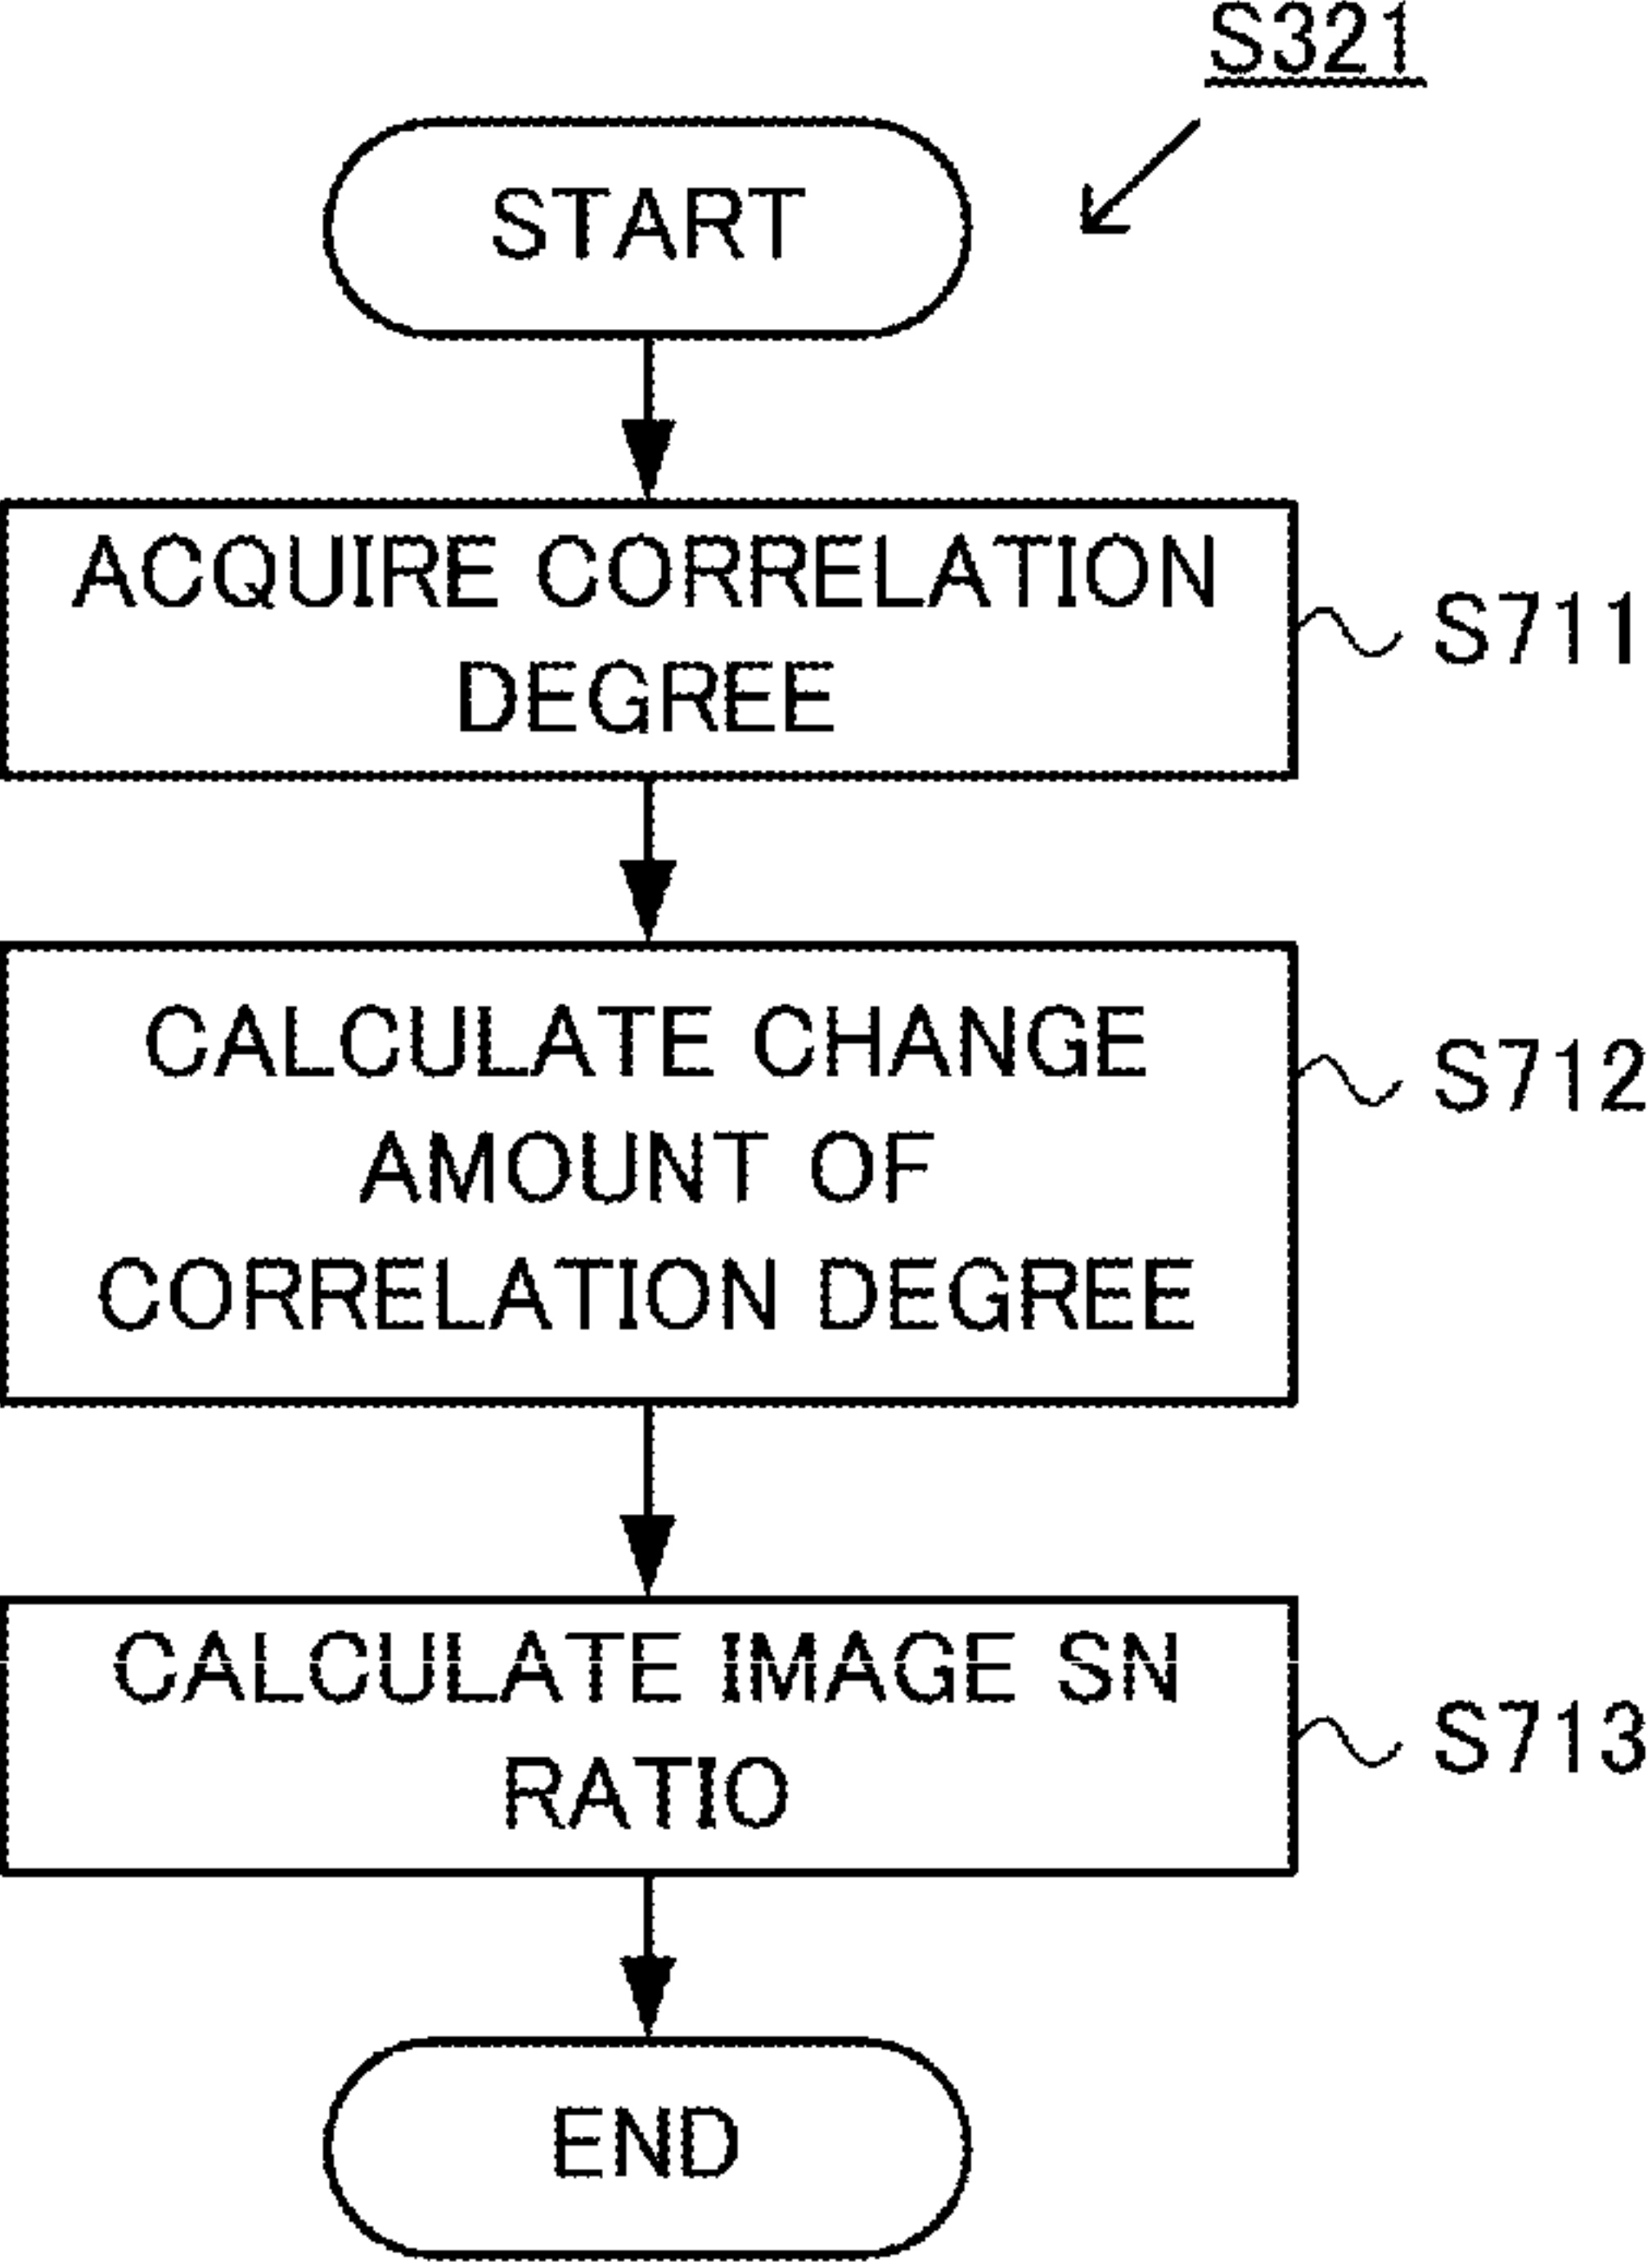 S321
START
ACQUIRE CORRELATION
DEGREE
S711
CALCULATE CHANGE
AMOUNT OF
CORRELATION DEGREE
S712
CALCULATE IMAGE SN
RATIO
S713
END